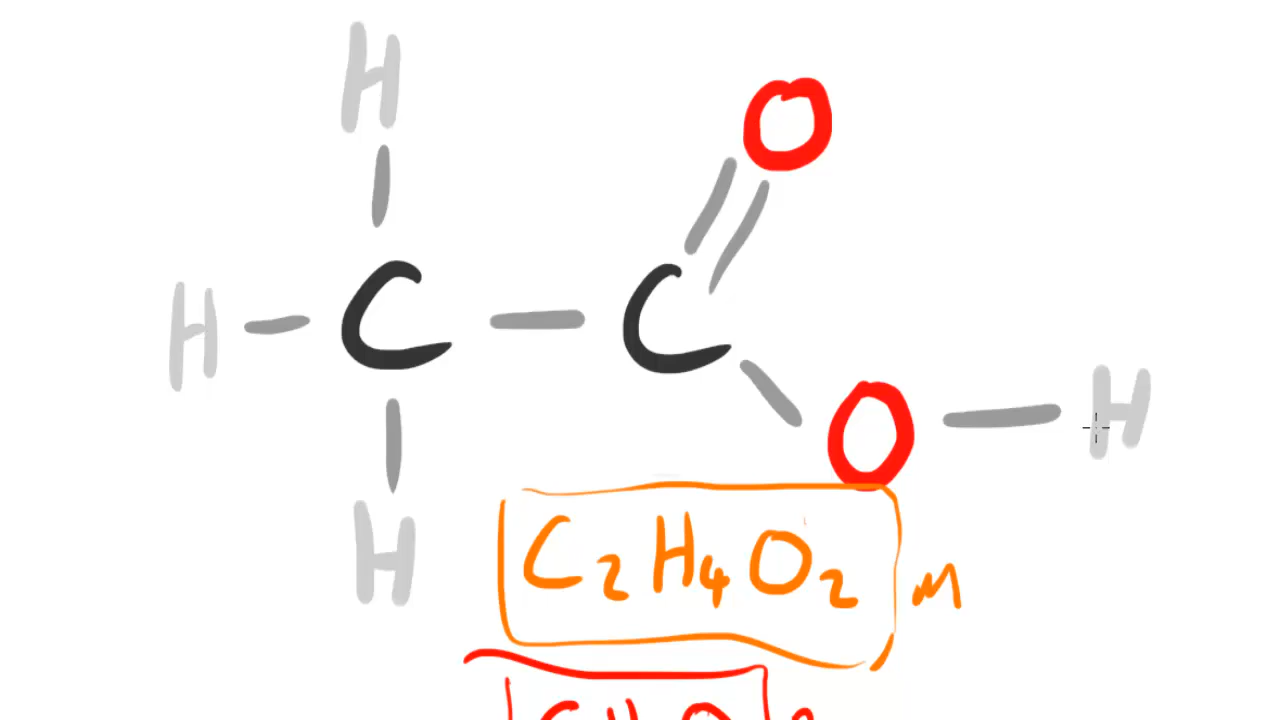 H
O
H C C
O H
H
C₂H₄O₂ M